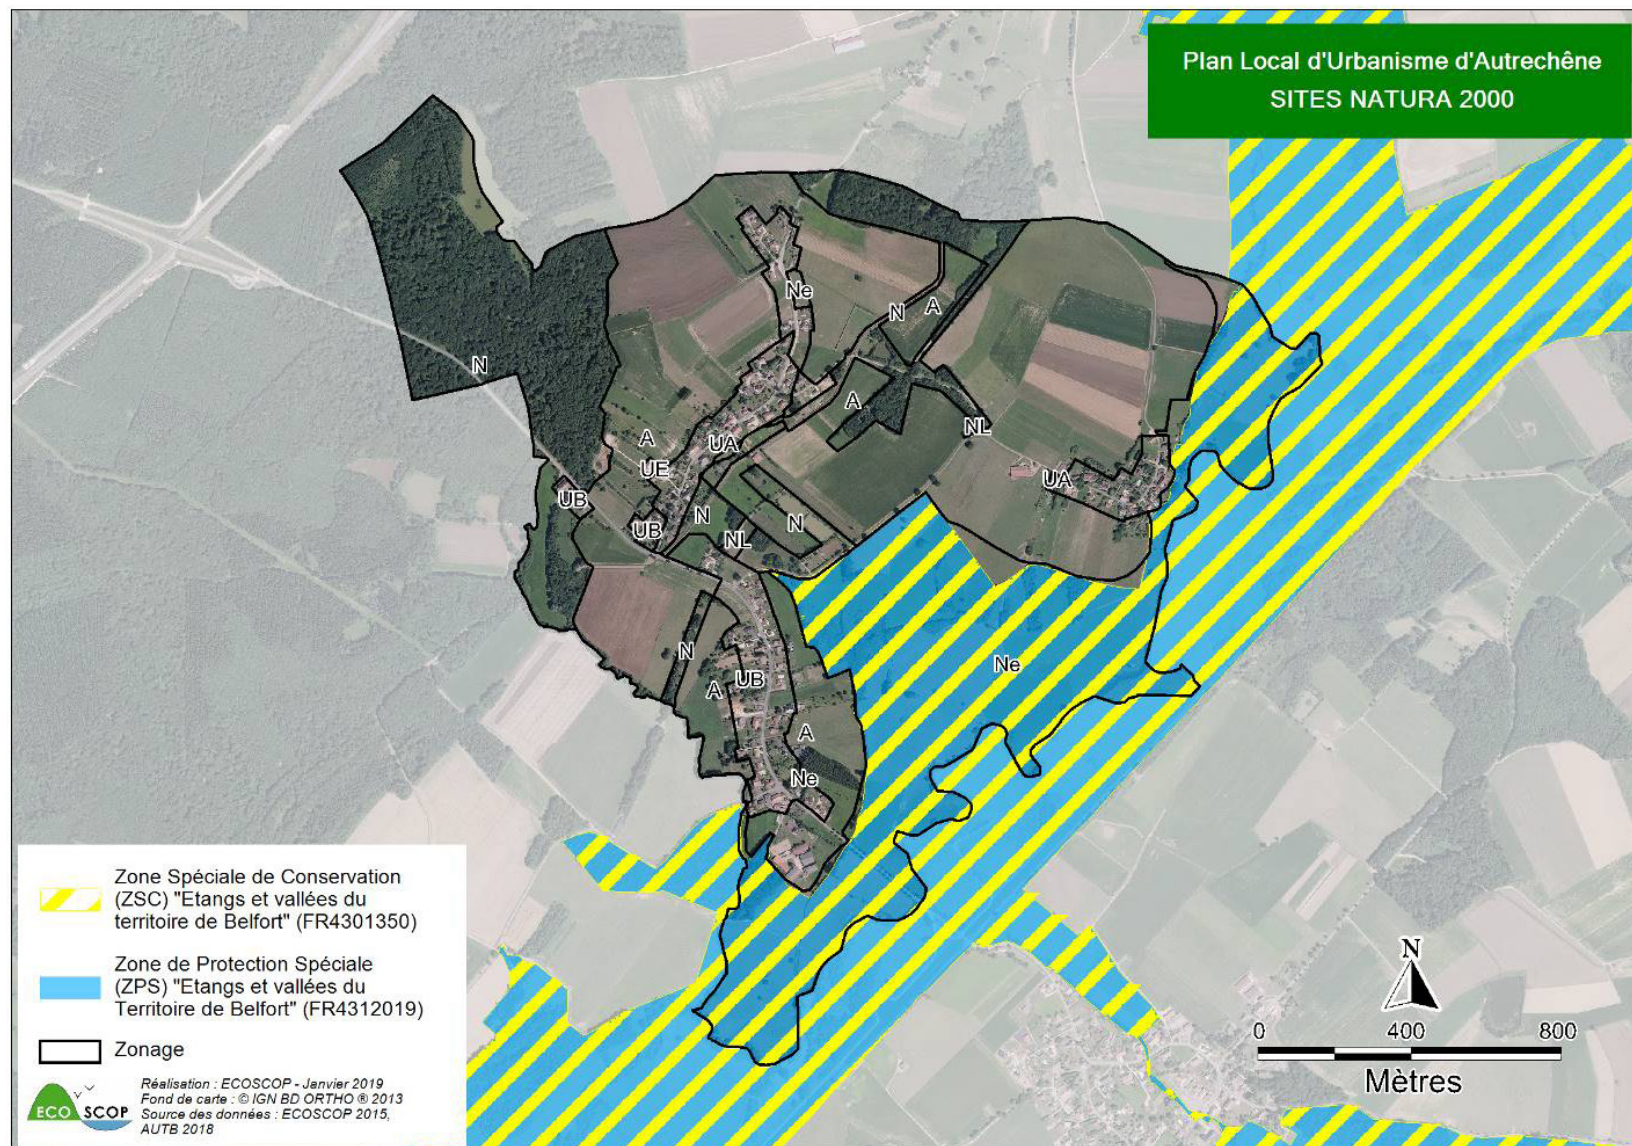 Plan Local d'Urbanisme d'Autrechêne
SITES NATURA 2000
Ne
N
A
N
A
NL
A
UA
UE
UA
UB
UB
N
N
NL
N
UB
A
Ne
A
Ne
Zone Spéciale de Conservation
(ZSC) "Etangs et vallées du
territoire de Belfort" (FR4301350)
Zone de Protection Spéciale
(ZPS) "Etangs et vallées du
Territoire de Belfort" (FR4312019)
Zonage
ECO SCOP
Réalisation : ECOSCOP - Janvier 2019
Fond de carte : © IGN BD ORTHO ® 2013
Source des données : ECOSCOP 2015,
AUTB 2018
N
0 400 800
Mètres